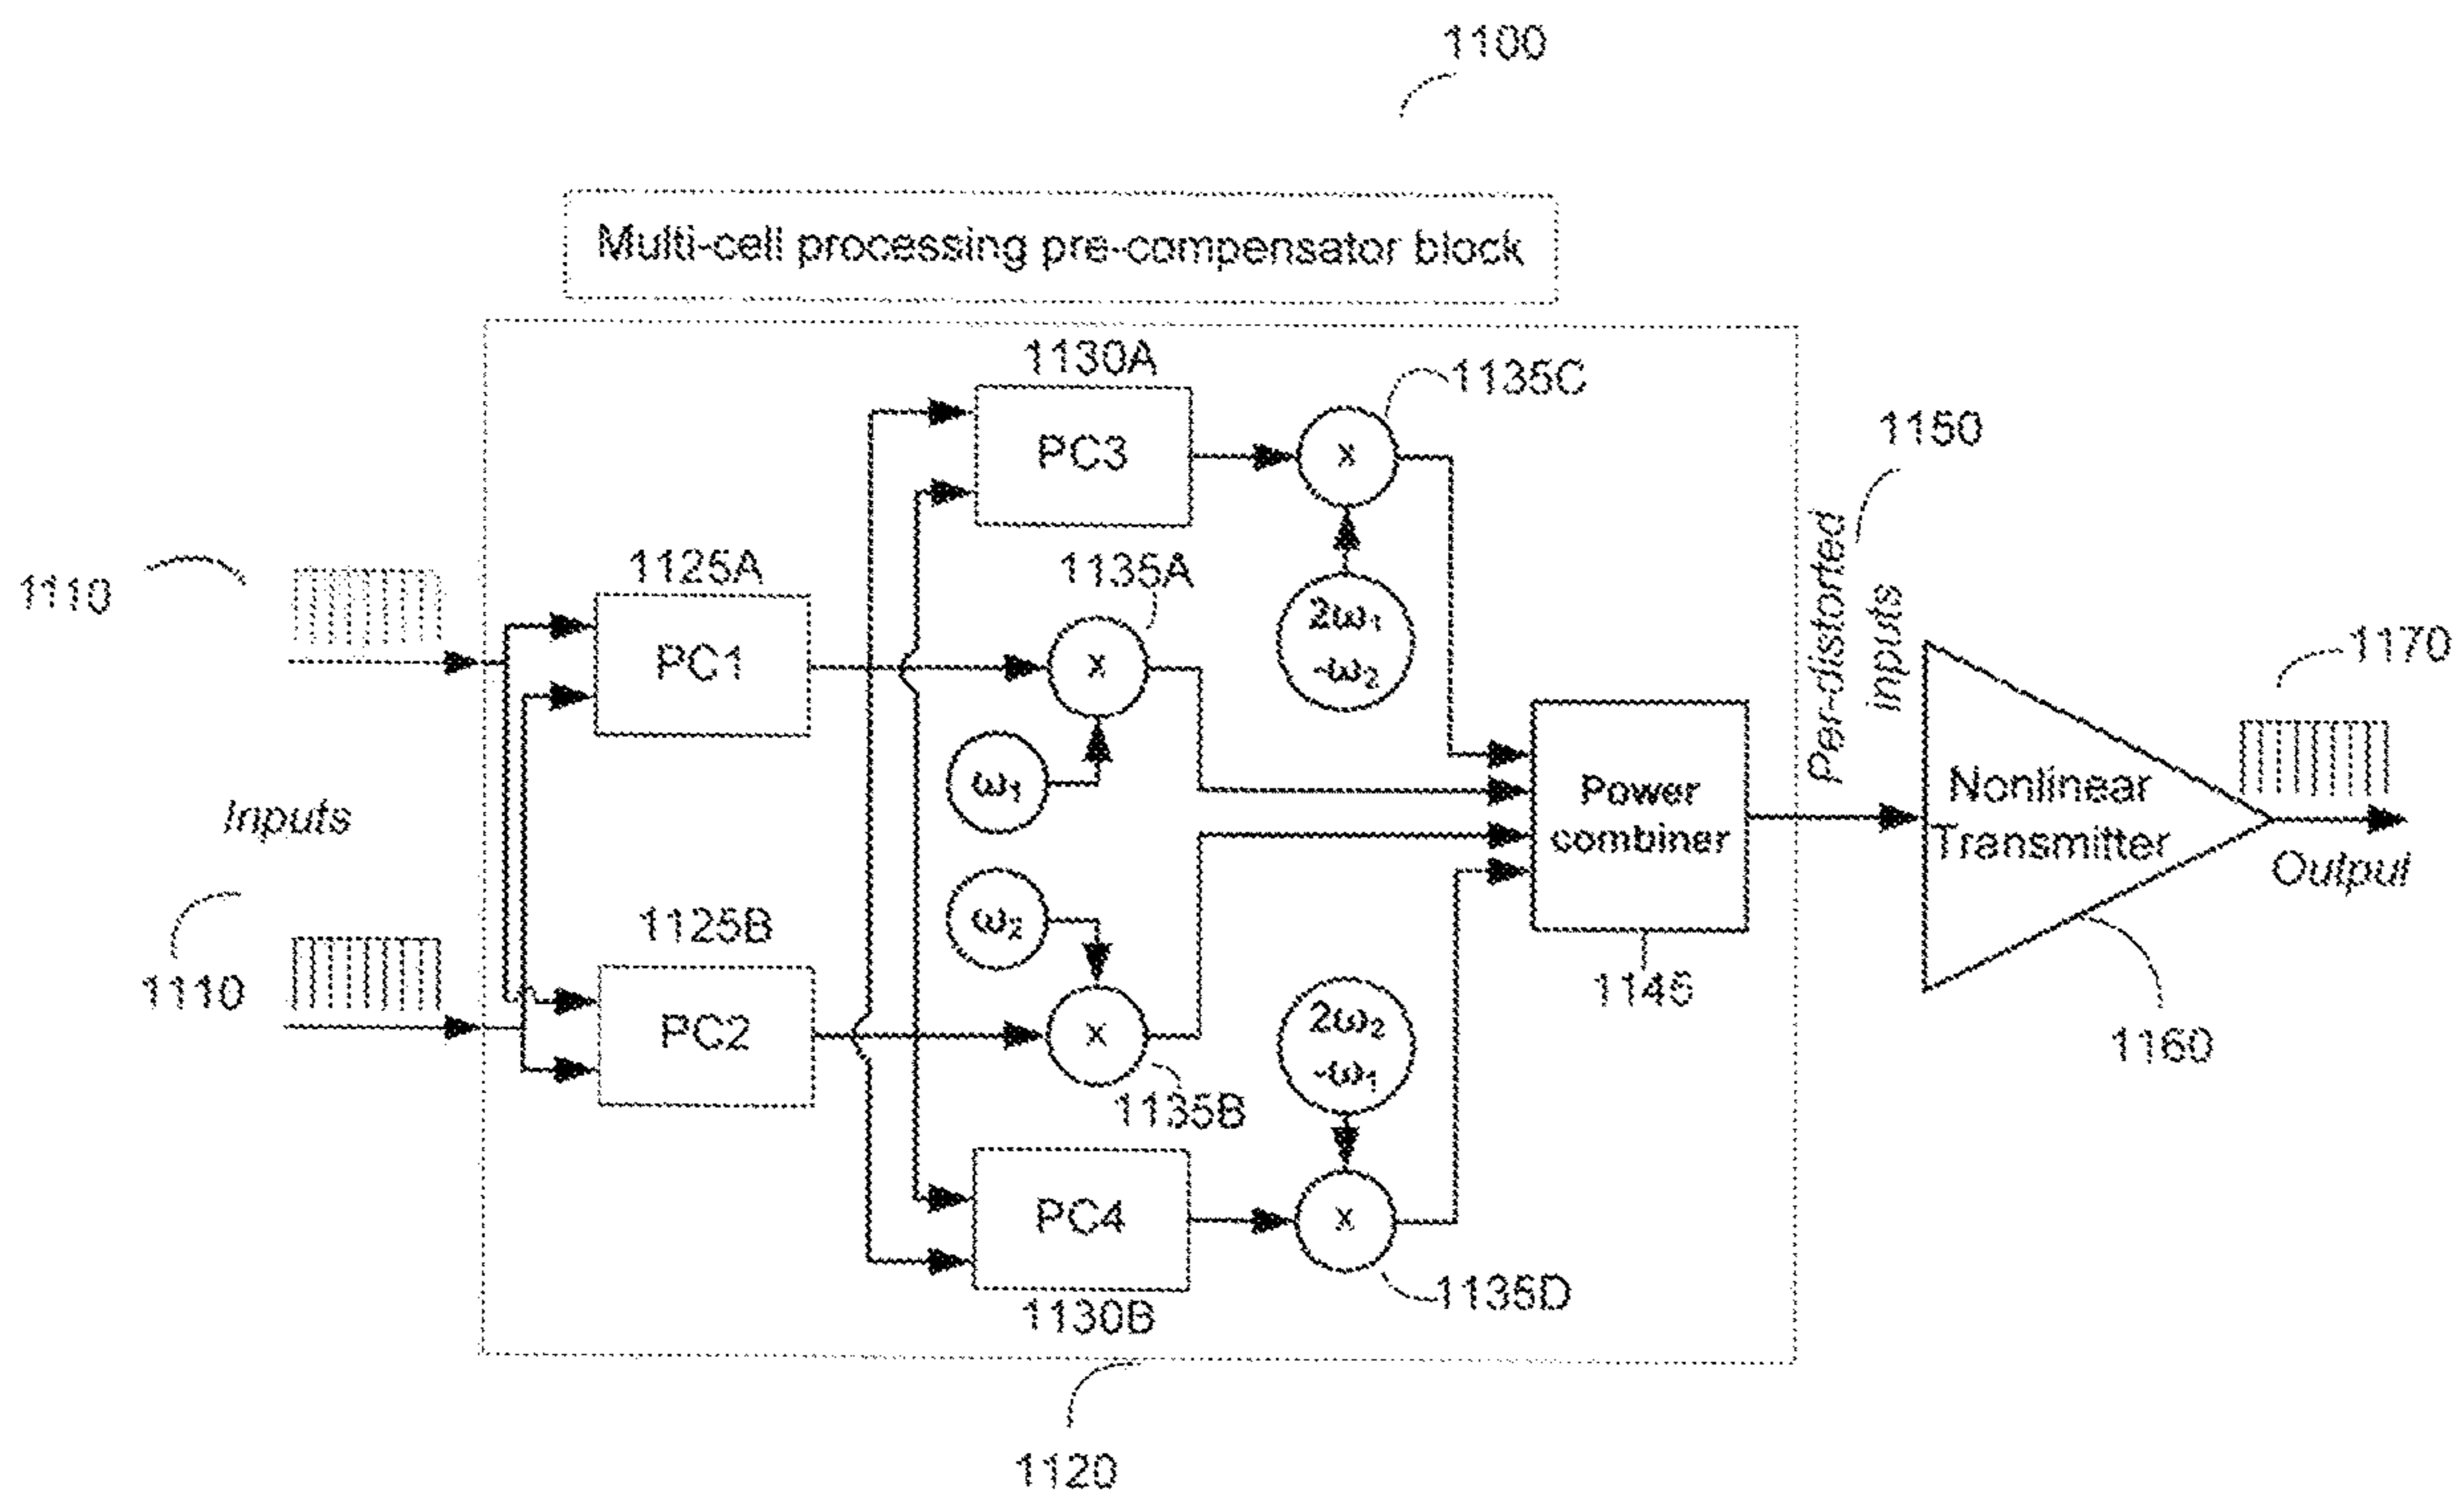 1100
Multi-cell processing pre-compensator block
1130A
1135C
PC3
x
1150
Per-distorted
inputs
2ω₁
-ω₂
1110
1125A
PC1
1135A
x
ω₁
Inputs
1110
1125B
PC2
ω₂
x
1135B
Power
combiner
1145
Nonlinear
Transmitter
1170
Output
1160
2ω₂
-ω₁
PC4
x
1130B
1135D
1120